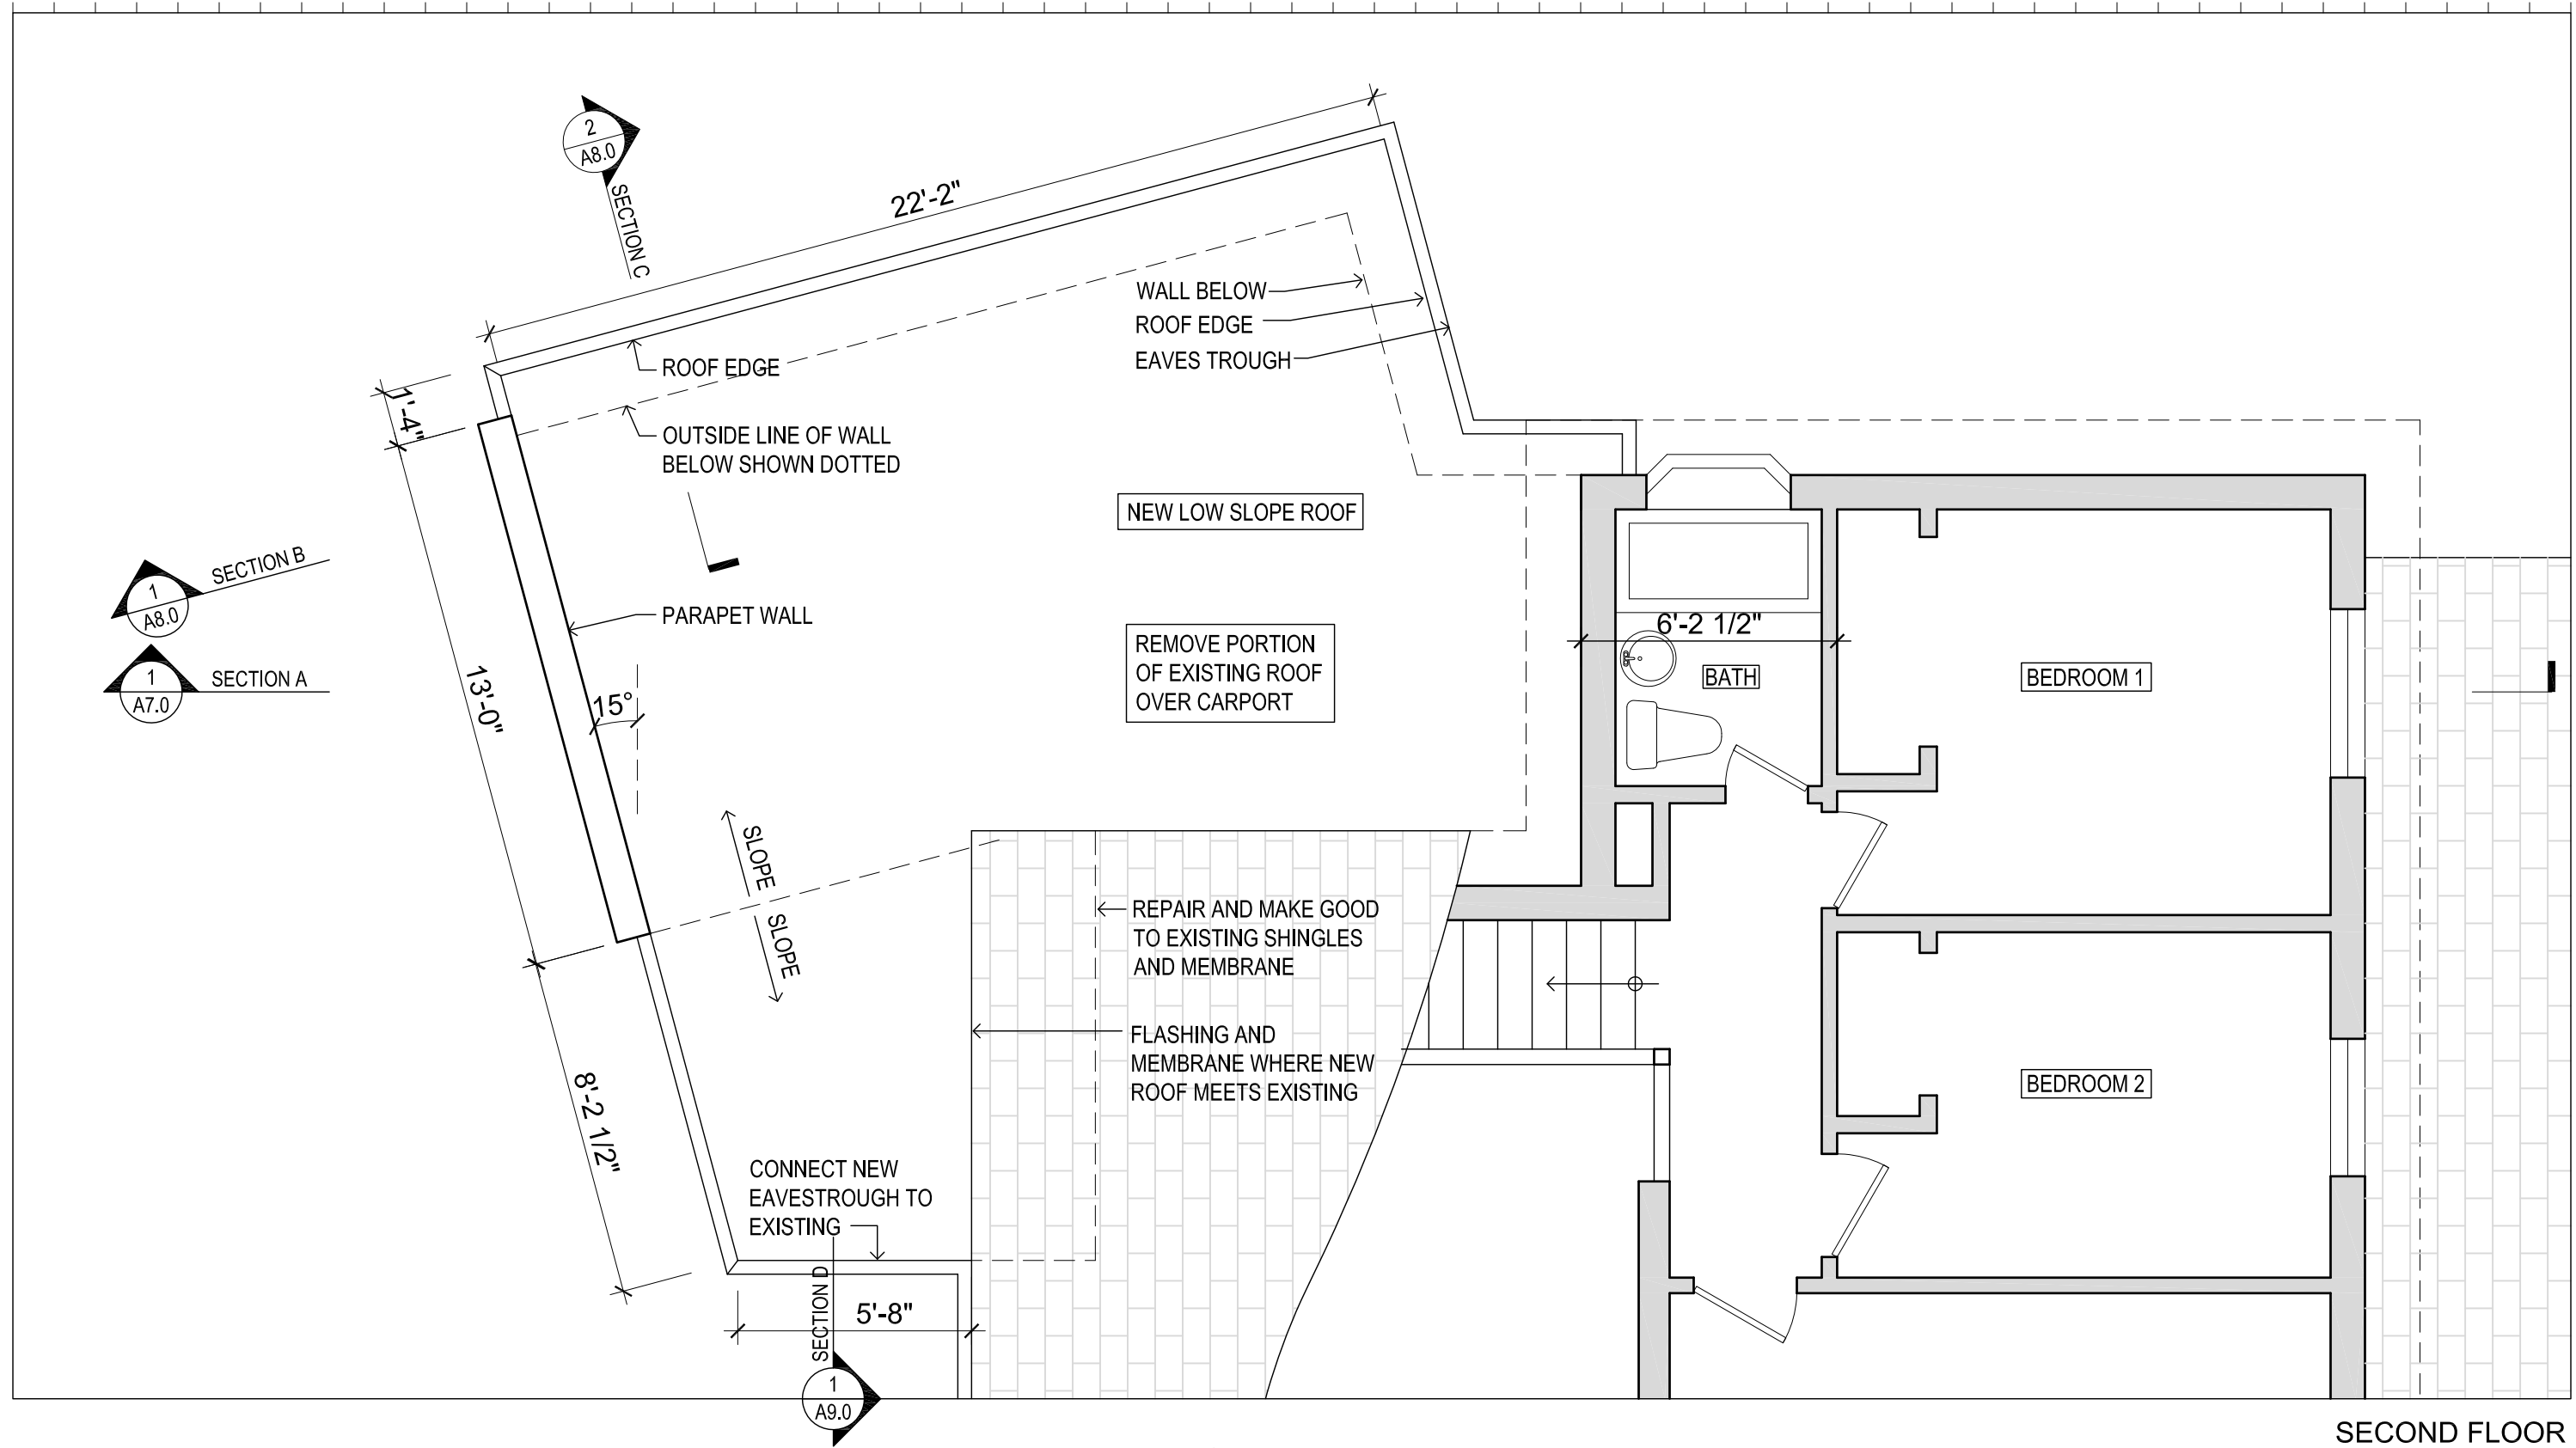 2
A8.0
SECTION C
22'-2"
WALL BELOW
ROOF EDGE
EAVES TROUGH
ROOF EDGE
1'-4"
OUTSIDE LINE OF WALL
BELOW SHOWN DOTTED
NEW LOW SLOPE ROOF
SECTION B
1
A8.0
PARAPET WALL
REMOVE PORTION
OF EXISTING ROOF
OVER CARPORT
6'-2 1/2"
BATH
BEDROOM 1
SECTION A
1
A7.0
13'-0"
15°
SLOPE
SLOPE
REPAIR AND MAKE GOOD
TO EXISTING SHINGLES
AND MEMBRANE
FLASHING AND
MEMBRANE WHERE NEW
ROOF MEETS EXISTING
BEDROOM 2
8'-2 1/2"
CONNECT NEW
EAVESTROUGH TO
EXISTING
SECTION D
5'-8"
1
A9.0
SECOND FLOOR